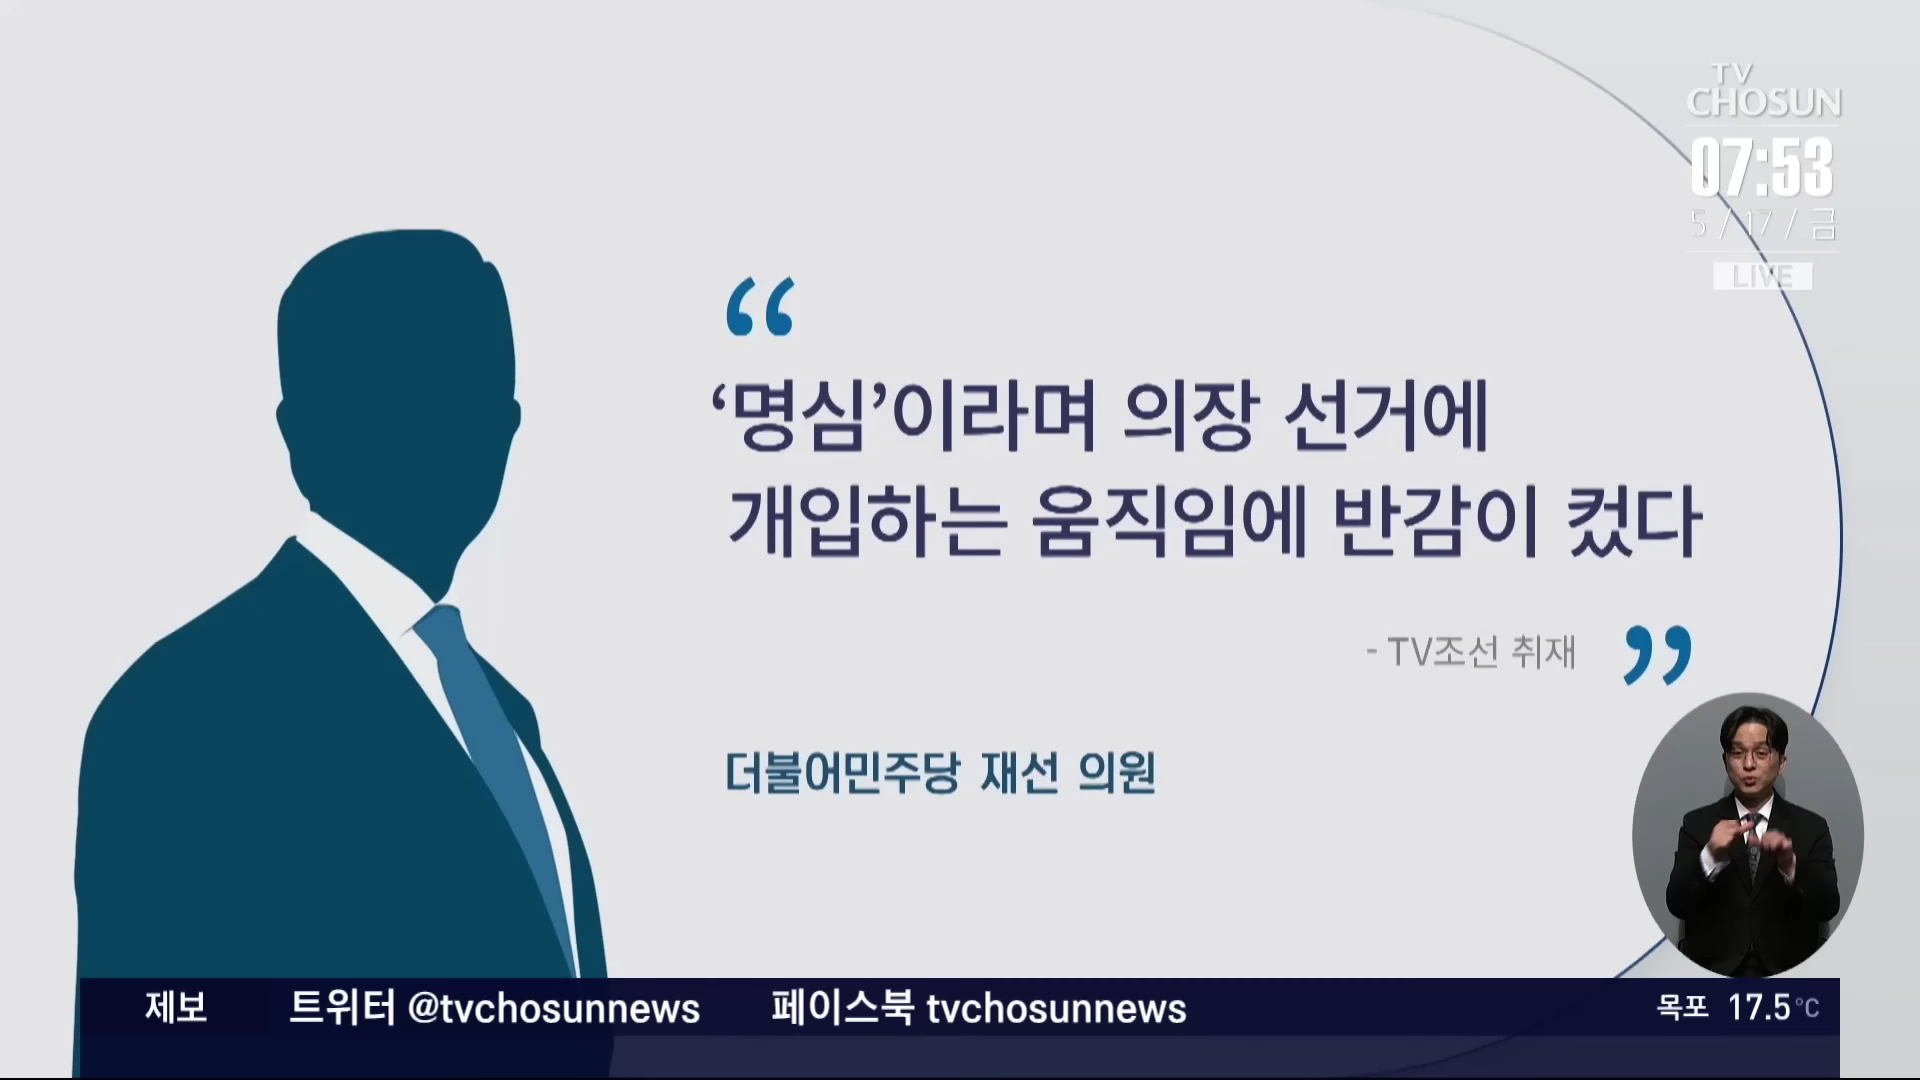 TV
CHOSUN
07:53
5 / 17 / 금
LIVE
“
‘명심’이라며 의장 선거에
개입하는 움직임에 반감이 컸다
- TV조선 취재 ”
더불어민주당 재선 의원
제보 트위터 @tvchosunnews 페이스북 tvchosunnews 목포 17.5°C